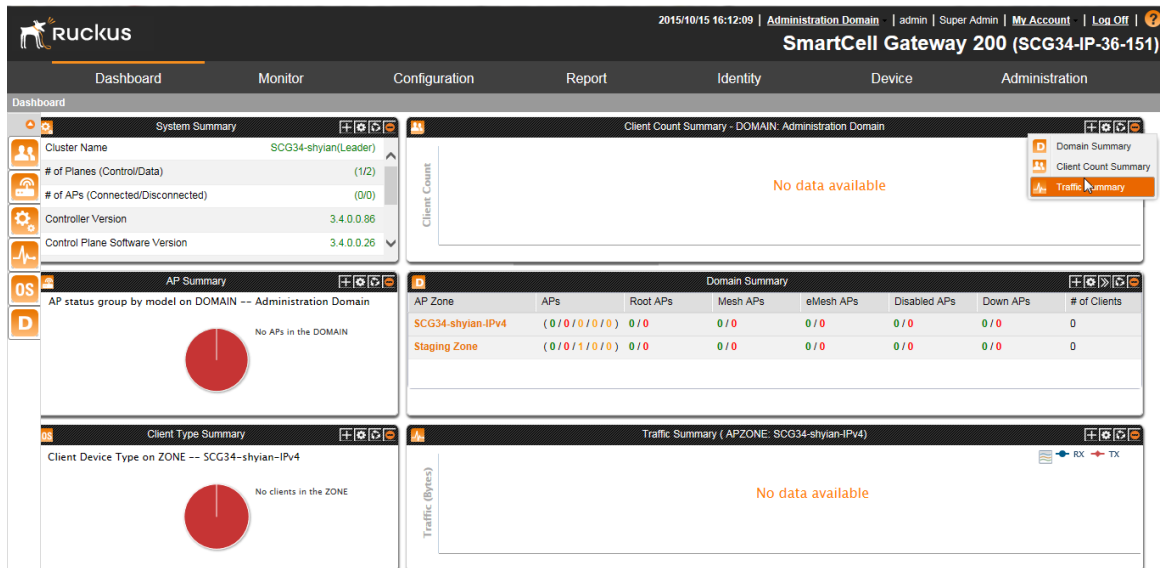 Ruckus
2015/10/15 16:12:09 | Administration Domain | admin | Super Admin | My Account | Log Off | ?
SmartCell Gateway 200 (SCG34-IP-36-151)
Dashboard Monitor Configuration Report Identity Device Administration
Dashboard
System Summary
Cluster Name SCG34-shyian(Leader)
# of Planes (Control/Data) (1/2)
# of APs (Connected/Disconnected) (0/0)
Controller Version 3.4.0.0.86
Control Plane Software Version 3.4.0.0.26
OS
D
Client Count Summary - DOMAIN: Administration Domain
Client Count
No data available
D Domain Summary
Client Count Summary
Traffic Summary
AP Summary
AP status group by model on DOMAIN -- Administration Domain
No APs in the DOMAIN
D Domain Summary
AP Zone APs Root APs Mesh APs eMesh APs Disabled APs Down APs # of Clients
SCG34-shyian-IPv4 ( 0 / 0 / 0 / 0 / 0 ) 0 / 0 0 / 0 0 / 0 0 / 0 0 / 0 0
Staging Zone ( 0 / 0 / 1 / 0 / 0 ) 0 / 0 0 / 0 0 / 0 0 / 0 0 / 0 0
OS Client Type Summary
Client Device Type on ZONE -- SCG34-shyian-IPv4
No clients in the ZONE
Traffic Summary ( APZONE: SCG34-shyian-IPv4)
RX TX
Traffic (Bytes)
No data available